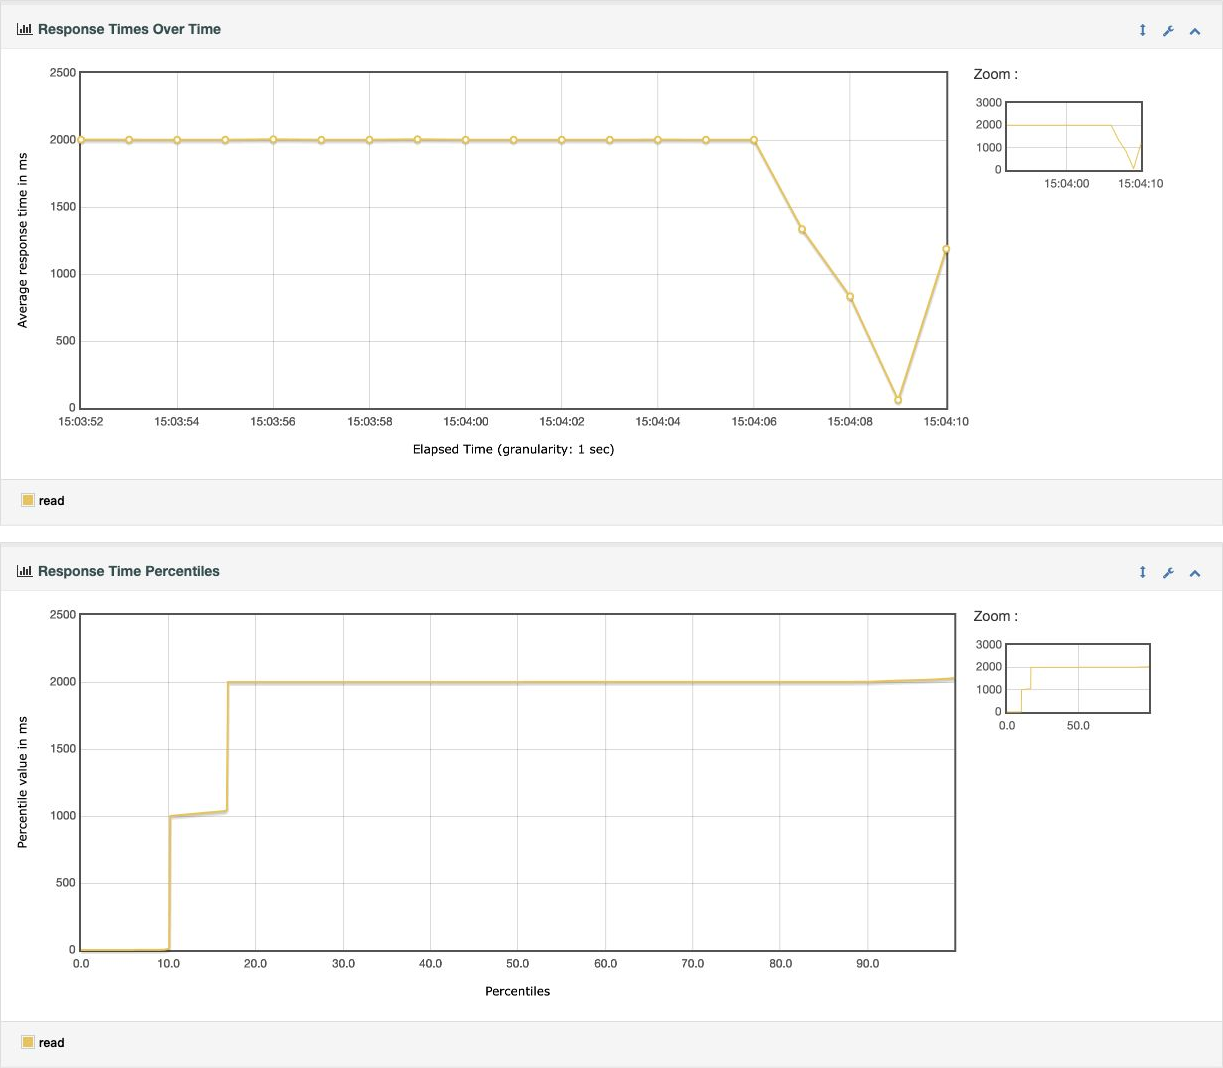 Response Times Over Time
Zoom :
2500
2000
1500
1000
500
0
Average response time in ms
15:03:52 15:03:54 15:03:56 15:03:58 15:04:00 15:04:02 15:04:04 15:04:06 15:04:08 15:04:10
Elapsed Time (granularity: 1 sec)
3000
2000
1000
0
15:04:00 15:04:10
read
Response Time Percentiles
Zoom :
2500
2000
1500
1000
500
0
Percentile value in ms
0.0 10.0 20.0 30.0 40.0 50.0 60.0 70.0 80.0 90.0
Percentiles
3000
2000
1000
0
0.0 50.0
read